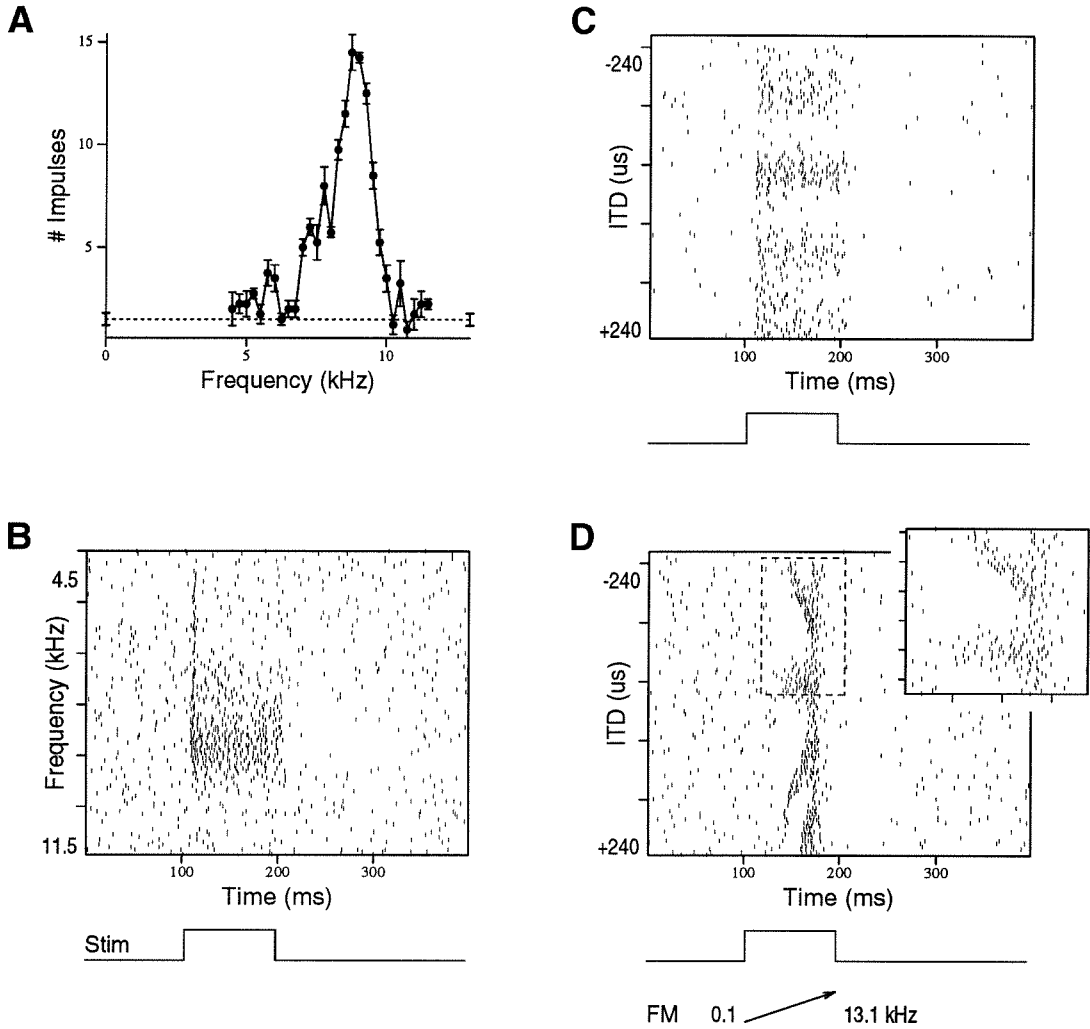 A
15
10
5
# Impulses
0
5
10
Frequency (kHz)
B
4.5
Frequency (kHz)
11.5
100
200
300
Time (ms)
Stim
C
-240
ITD (us)
+240
100
200
300
Time (ms)
D
-240
ITD (us)
+240
100
200
300
Time (ms)
FM 0.1 13.1 kHz